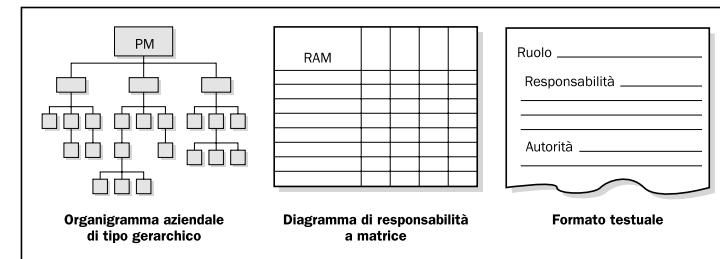 PM
RAM
Ruolo
Responsabilità
Autorità
Organigramma aziendale
di tipo gerarchico
Diagramma di responsabilità
a matrice
Formato testuale